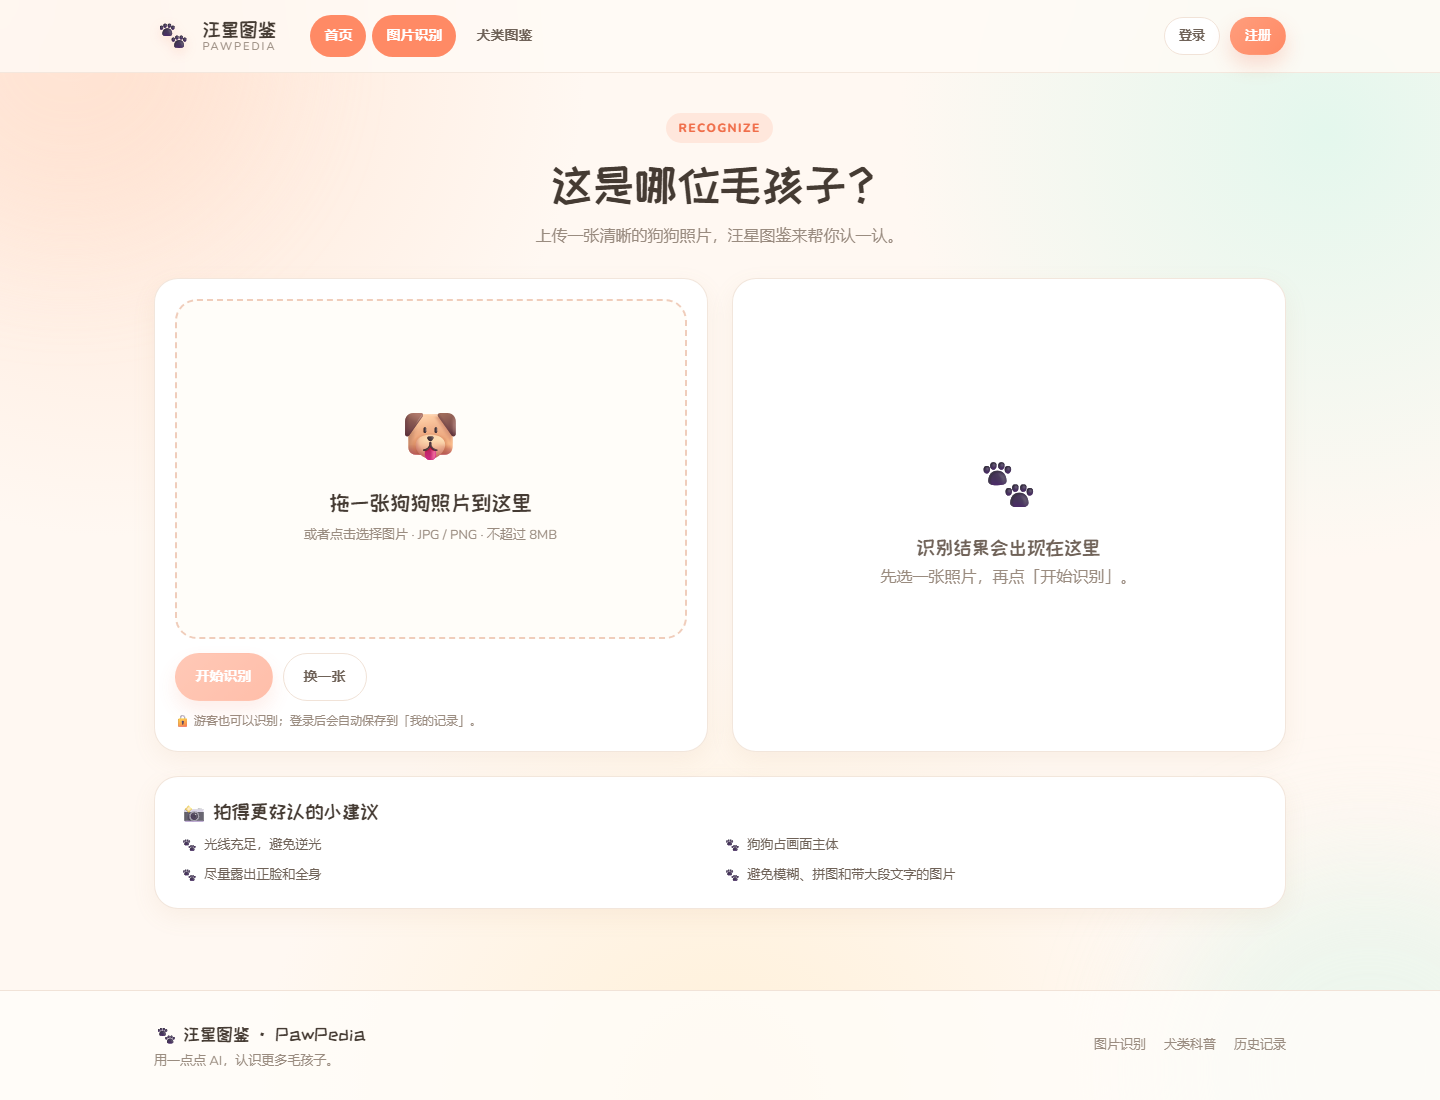 汪星图鉴
PAWPEDIA
首页
图片识别
犬类图鉴
登录
注册
RECOGNIZE
这是哪位毛孩子？
上传一张清晰的狗狗照片，汪星图鉴来帮你认一认。
拖一张狗狗照片到这里
或者点击选择图片 · JPG / PNG · 不超过 8MB
开始识别
换一张
游客也可以识别；登录后会自动保存到「我的记录」。
识别结果会出现在这里
先选一张照片，再点「开始识别」。
拍得更好认的小建议
光线充足，避免逆光
狗狗占画面主体
尽量露出正脸和全身
避免模糊、拼图和带大段文字的图片
汪星图鉴 · PawPedia
用一点点 AI，认识更多毛孩子。
图片识别
犬类科普
历史记录